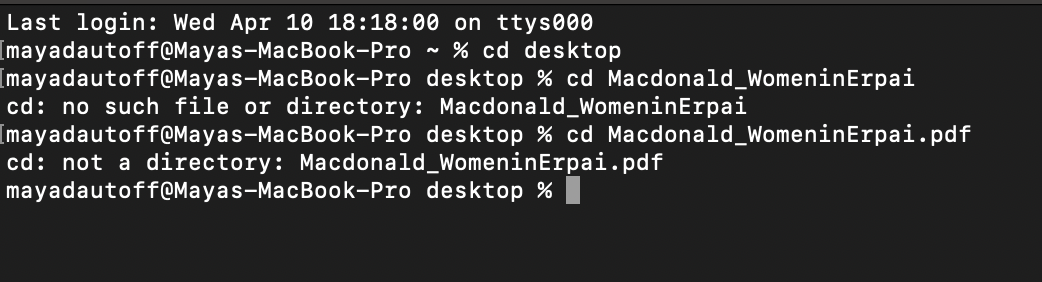 Last login: Wed Apr 10 18:18:00 on ttys000
[mayadautoff@Mayas-MacBook-Pro ~ % cd desktop
[mayadautoff@Mayas-MacBook-Pro desktop % cd Macdonald_WomeninErpai
cd: no such file or directory: Macdonald_WomeninErpai
[mayadautoff@Mayas-MacBook-Pro desktop % cd Macdonald_WomeninErpai.pdf
cd: not a directory: Macdonald_WomeninErpai.pdf
mayadautoff@Mayas-MacBook-Pro desktop %